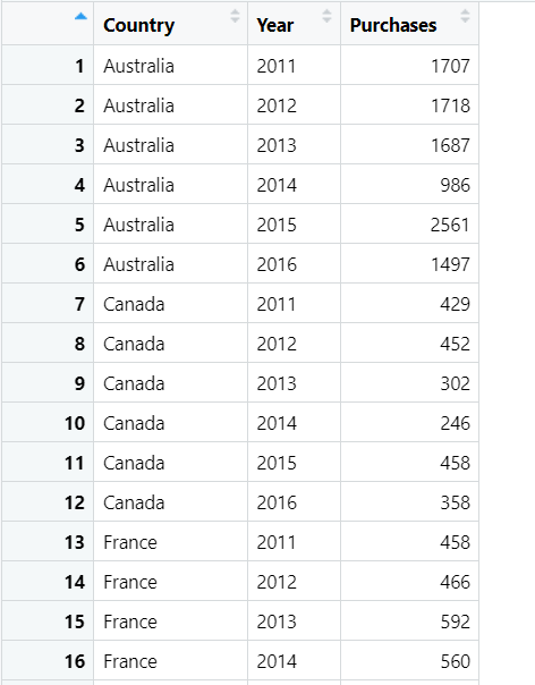 Country Year Purchases
1 Australia 2011 1707
2 Australia 2012 1718
3 Australia 2013 1687
4 Australia 2014 986
5 Australia 2015 2561
6 Australia 2016 1497
7 Canada 2011 429
8 Canada 2012 452
9 Canada 2013 302
10 Canada 2014 246
11 Canada 2015 458
12 Canada 2016 358
13 France 2011 458
14 France 2012 466
15 France 2013 592
16 France 2014 560